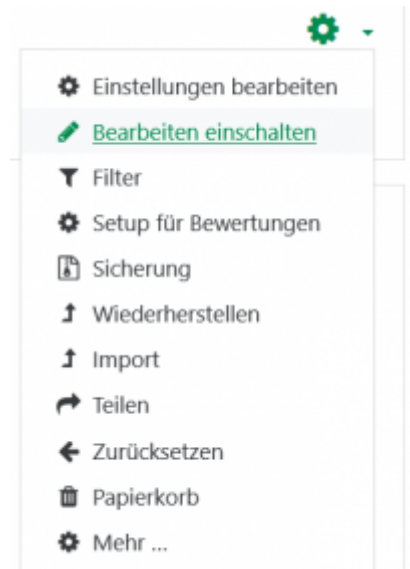 Einstellungen bearbeiten
Bearbeiten einschalten
Filter
Setup für Bewertungen
Sicherung
Wiederherstellen
Import
Teilen
Zurücksetzen
Papierkorb
Mehr ...